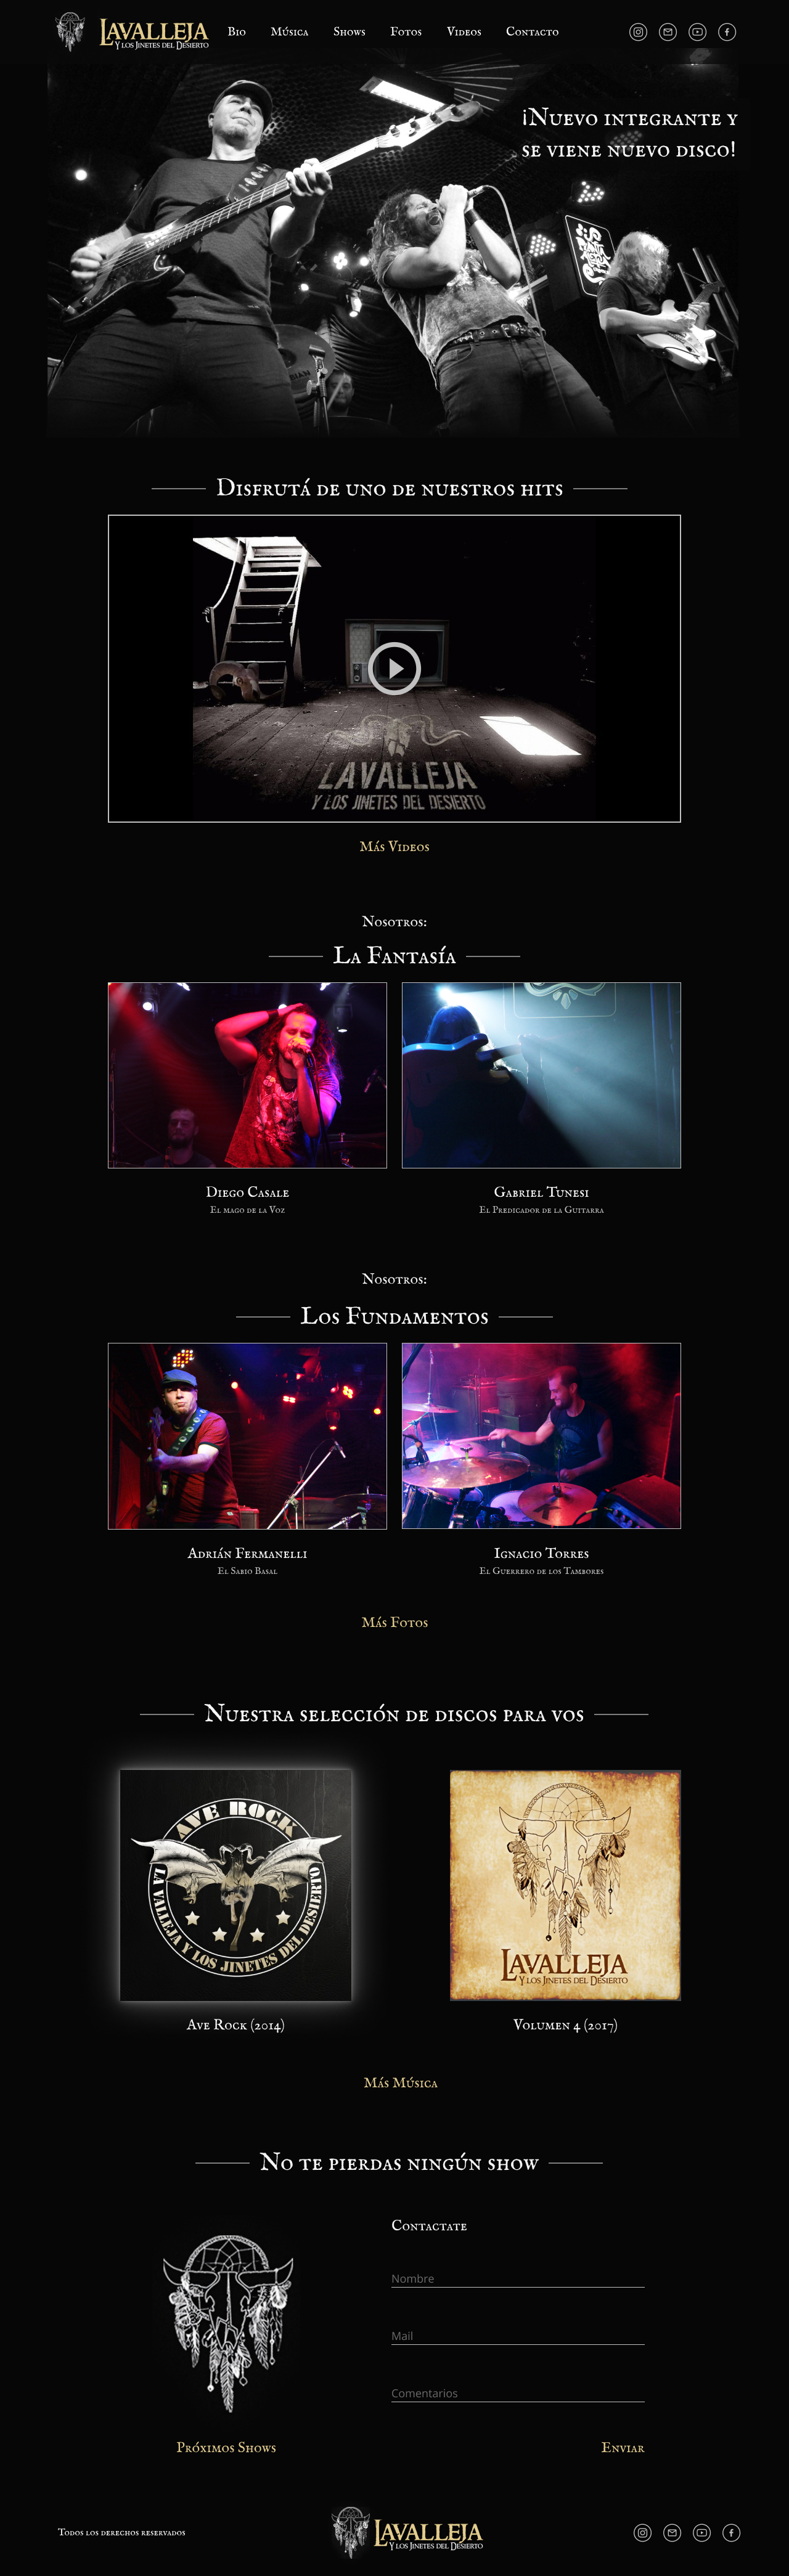 Lavalleja
y los Jinetes del Desierto
Bio Música Shows Fotos Videos Contacto
¡Nuevo integrante y
se viene nuevo disco!
Disfrutá de uno de nuestros hits
LAVALLEJA
Y LOS JINETES DEL DESIERTO
Más Videos
Nosotros:
La Fantasía
Diego Casale
El mago de la Voz
Gabriel Tunesi
El Predicador de la Guitarra
Nosotros:
Los Fundamentos
Adrián Fermanelli
El Sabio Basal
Ignacio Torres
El Guerrero de los Tambores
Más Fotos
Nuestra selección de discos para vos
AVE ROCK
LA VALLEJA Y LOS JINETES DEL DESIERTO
Lavalleja
y los Jinetes del Desierto
Ave Rock (2014)
Volumen 4 (2017)
Más Música
No te pierdas ningún show
Contactate
Nombre
Mail
Comentarios
Próximos Shows
Enviar
Todos los derechos reservados
Lavalleja
y los Jinetes del Desierto